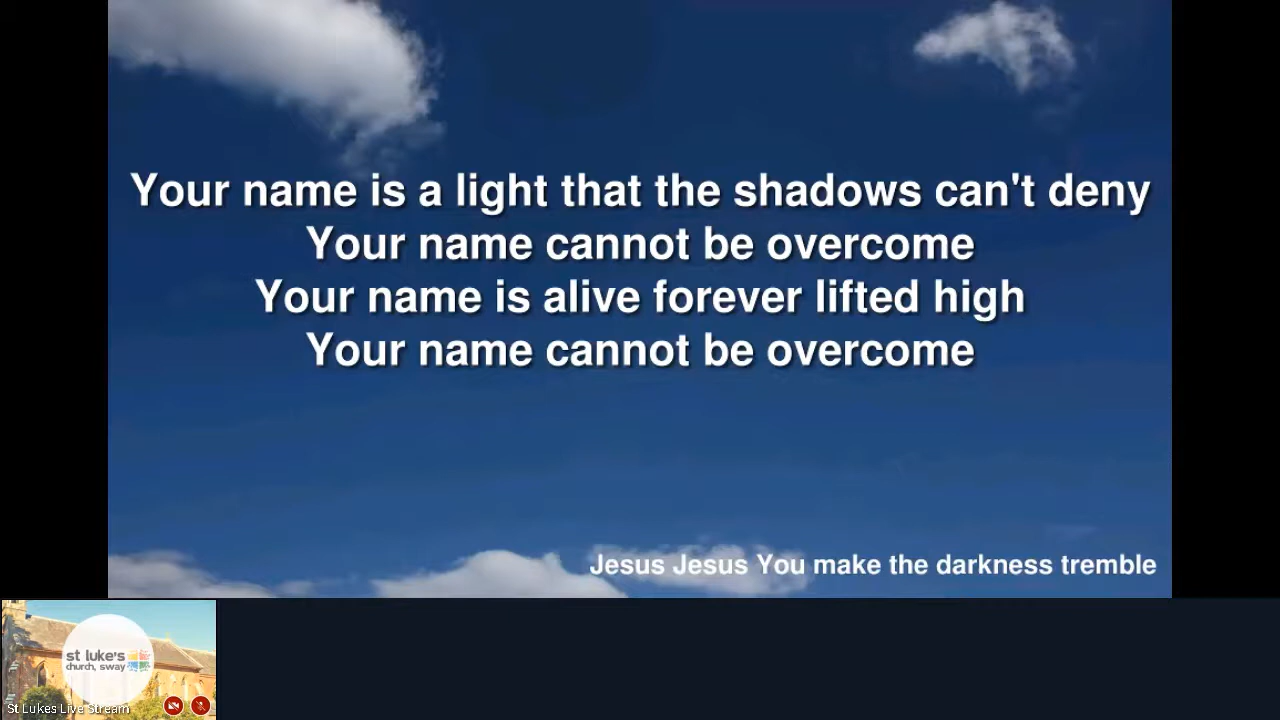 Your name is a light that the shadows can't deny
Your name cannot be overcome
Your name is alive forever lifted high
Your name cannot be overcome
Jesus Jesus You make the darkness tremble
st luke's
church, sway
St Lukes Live Stream